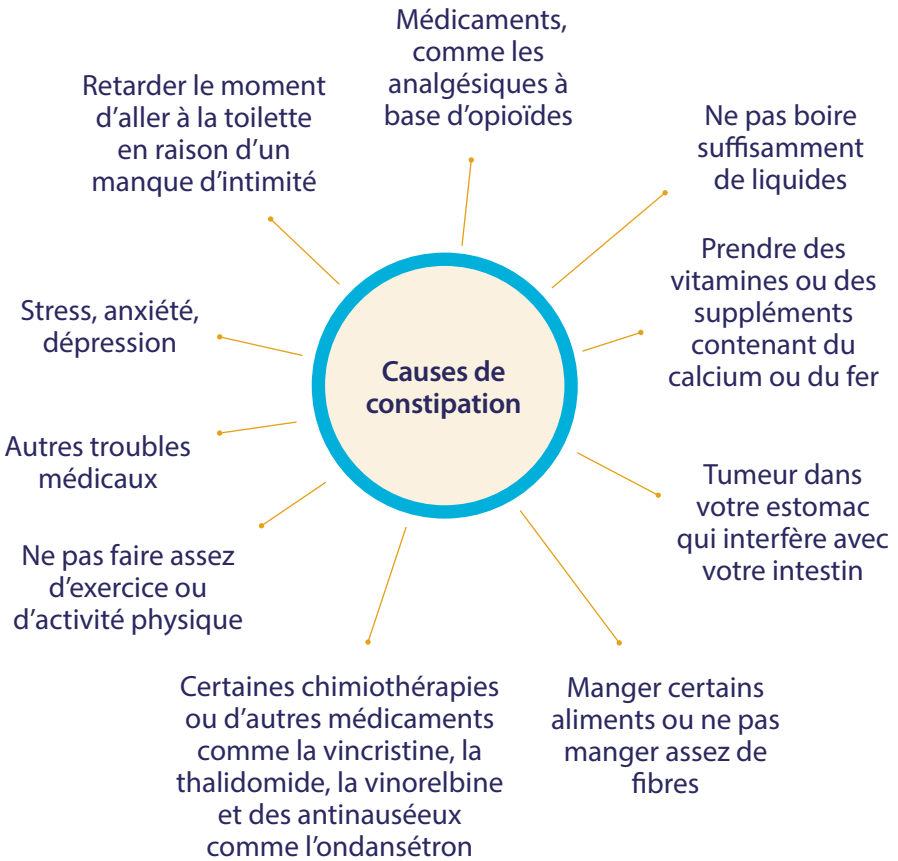 Médicaments,
comme les
analgésiques à
base d'opioïdes
Retarder le moment
d'aller à la toilette
en raison d'un
manque d'intimité
Ne pas boire
suffisamment
de liquides
Prendre des
vitamines ou des
suppléments
contenant du
calcium ou du fer
Stress, anxiété,
dépression
Causes de
constipation
Autres troubles
médicaux
Tumeur dans
votre estomac
qui interfère avec
votre intestin
Ne pas faire assez
d'exercice ou
d'activité physique
Certaines chimiothérapies
ou d'autres médicaments
comme la vincristine, la
thalidomide, la vinorelbine
et des antinauséeux
comme l'ondansétron
Manger certains
aliments ou ne pas
manger assez de
fibres